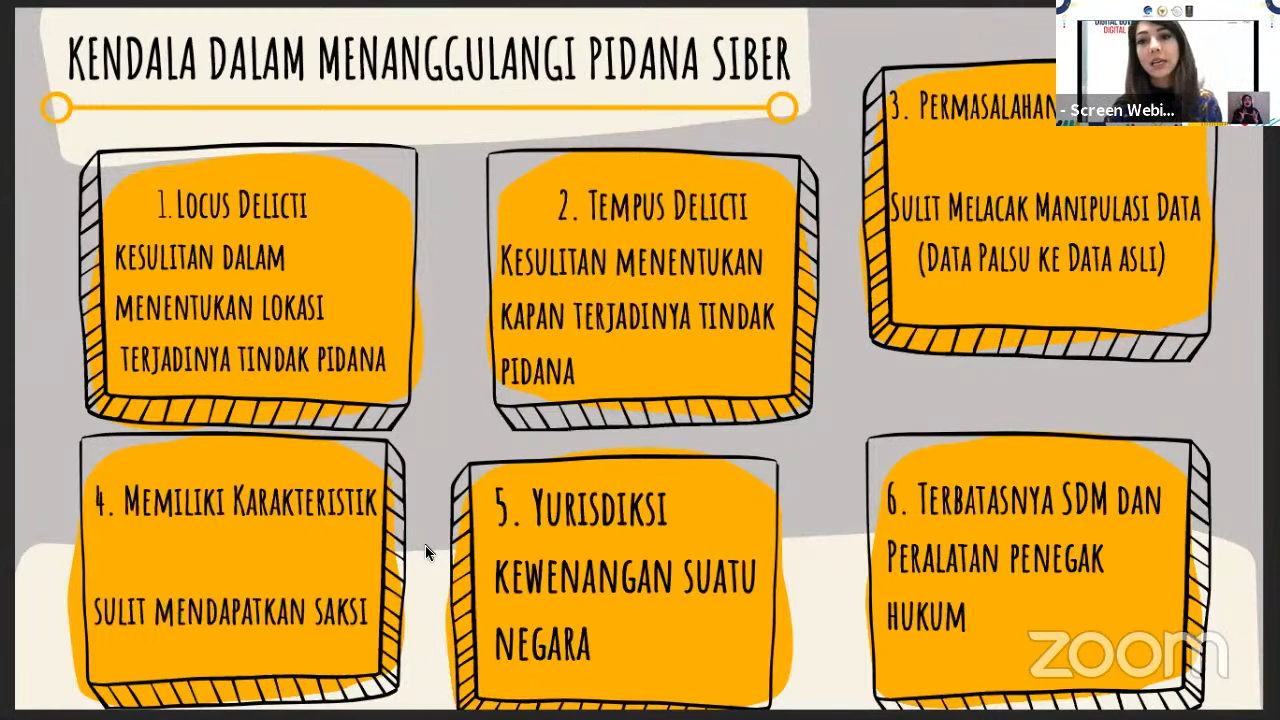 KENDALA DALAM MENANGGULANGI PIDANA SIBER
1. LOCUS DELICTI
KESULITAN DALAM
MENENTUKAN LOKASI
TERJADINYA TINDAK PIDANA
2. TEMPUS DELICTI
KESULITAN MENENTUKAN
KAPAN TERJADINYA TINDAK
PIDANA
3. PERMASALAHAN
SULIT MELACAK MANIPULASI DATA
(DATA PALSU KE DATA ASLI)
4. MEMILIKI KARAKTERISTIK
SULIT MENDAPATKAN SAKSI
5. YURISDIKSI
KEWENANGAN SUATU
NEGARA
6. TERBATASNYA SDM DAN
PERALATAN PENEGAK
HUKUM
DIGITAL
DIGITAL
- Screen Webi...
zoom